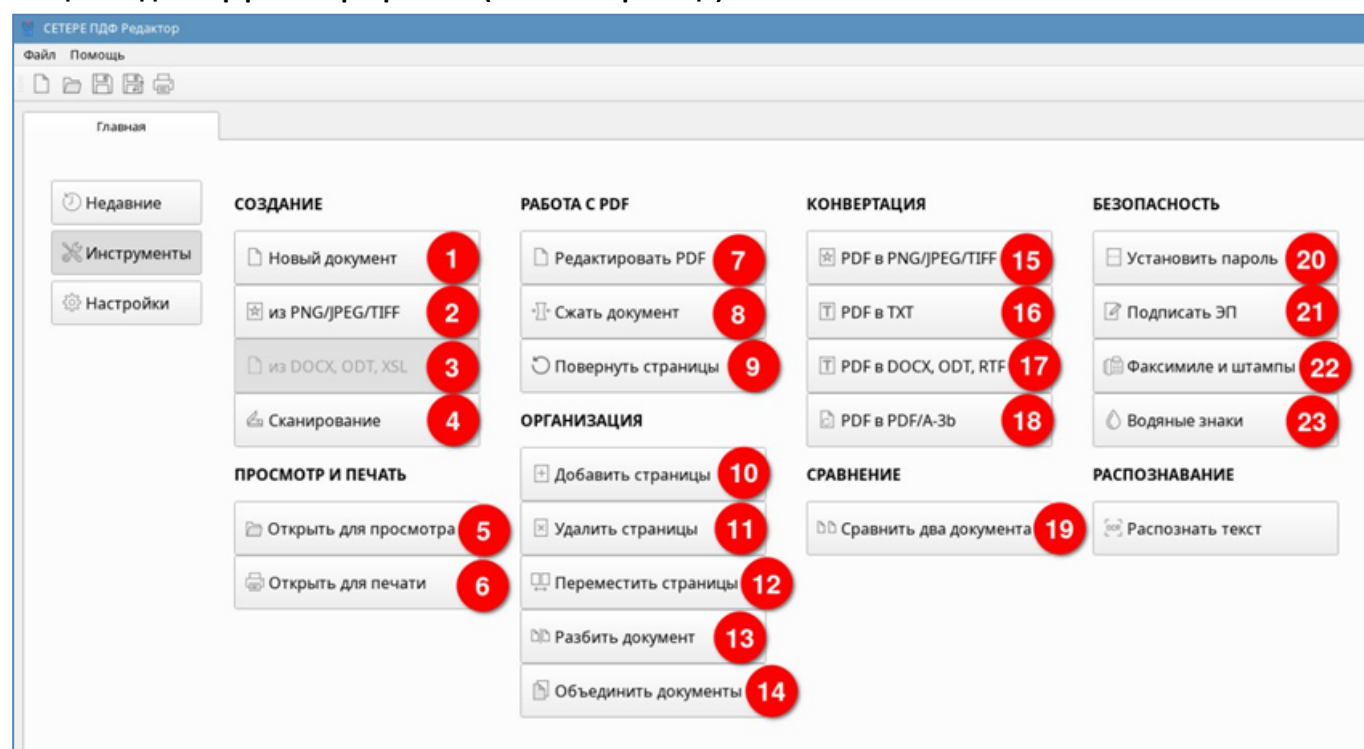 СЕТЕРЕ ПДФ Редактор
Файл Помощь
Главная
Недавние
Инструменты
Настройки
СОЗДАНИЕ
Новый документ 1
из PNG/JPEG/TIFF 2
из DOCX, ODT, XSL 3
Сканирование 4
ПРОСМОТР И ПЕЧАТЬ
Открыть для просмотра 5
Открыть для печати 6
РАБОТА С PDF
Редактировать PDF 7
Сжать документ 8
Повернуть страницы 9
ОРГАНИЗАЦИЯ
Добавить страницы 10
Удалить страницы 11
Переместить страницы 12
Разбить документ 13
Объединить документы 14
КОНВЕРТАЦИЯ
PDF в PNG/JPEG/TIFF 15
PDF в TXT 16
PDF в DOCX, ODT, RTF 17
PDF в PDF/A-3b 18
СРАВНЕНИЕ
Сравнить два документа 19
БЕЗОПАСНОСТЬ
Установить пароль 20
Подписать ЭП 21
Факсимиле и штампы 22
Водяные знаки 23
РАСПОЗНАВАНИЕ
Распознать текст